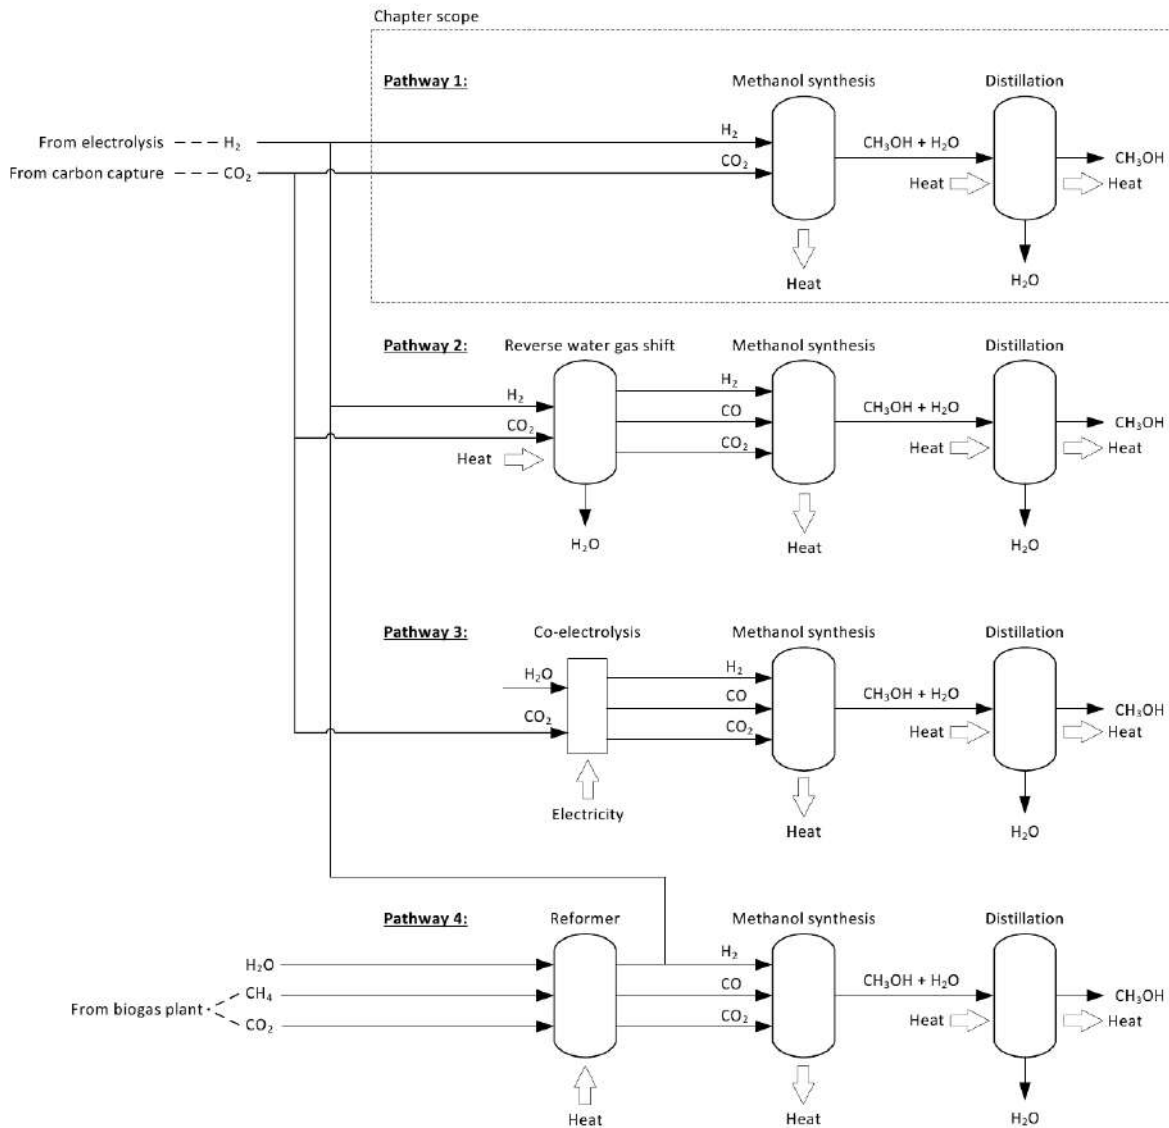 Chapter scope
Pathway 1:
Methanol synthesis
Distillation
From electrolysis
H₂
H₂
CH₃OH + H₂O
From carbon capture
CO₂
CO₂
CH₃OH
Heat
Heat
Heat
H₂O
Pathway 2:
Reverse water gas shift
Methanol synthesis
Distillation
H₂
H₂
CO₂
CO
CH₃OH + H₂O
CH₃OH
Heat
CO₂
Heat
Heat
H₂O
Heat
H₂O
Pathway 3:
Co-electrolysis
Methanol synthesis
Distillation
H₂O
H₂
CO₂
CO
CH₃OH + H₂O
CH₃OH
CO₂
Heat
Heat
Electricity
Heat
H₂O
Pathway 4:
Reformer
Methanol synthesis
Distillation
H₂O
H₂
From biogas plant
CH₄
CO
CH₃OH + H₂O
CH₃OH
CO₂
CO₂
Heat
Heat
Heat
Heat
H₂O